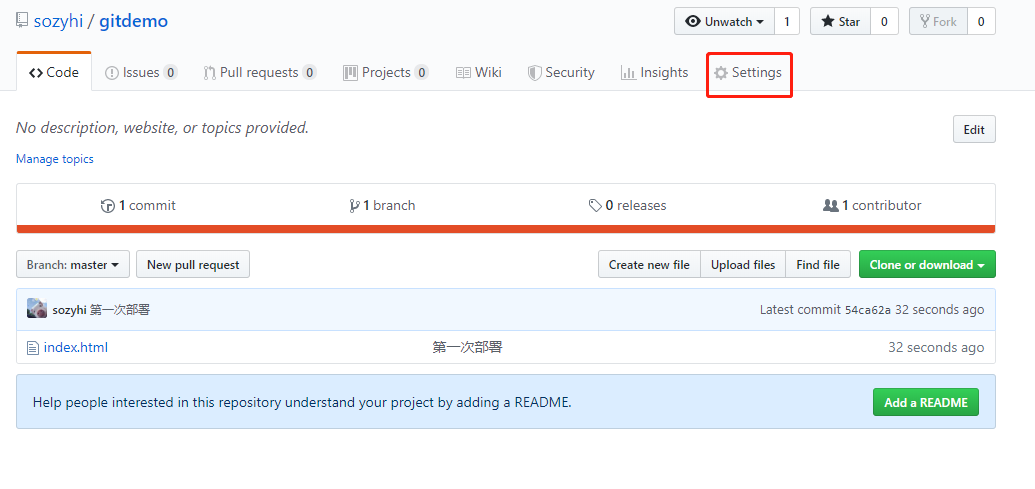 sozyhi / gitdemo
Unwatch 1 Star 0 Fork 0
Code Issues 0 Pull requests 0 Projects 0 Wiki Security Insights Settings
No description, website, or topics provided.
Edit
Manage topics
1 commit 1 branch 0 releases 1 contributor
Branch: master New pull request Create new file Upload files Find file Clone or download
sozyhi 第一次部署 Latest commit 54ca62a 32 seconds ago
index.html 第一次部署 32 seconds ago
Help people interested in this repository understand your project by adding a README. Add a README